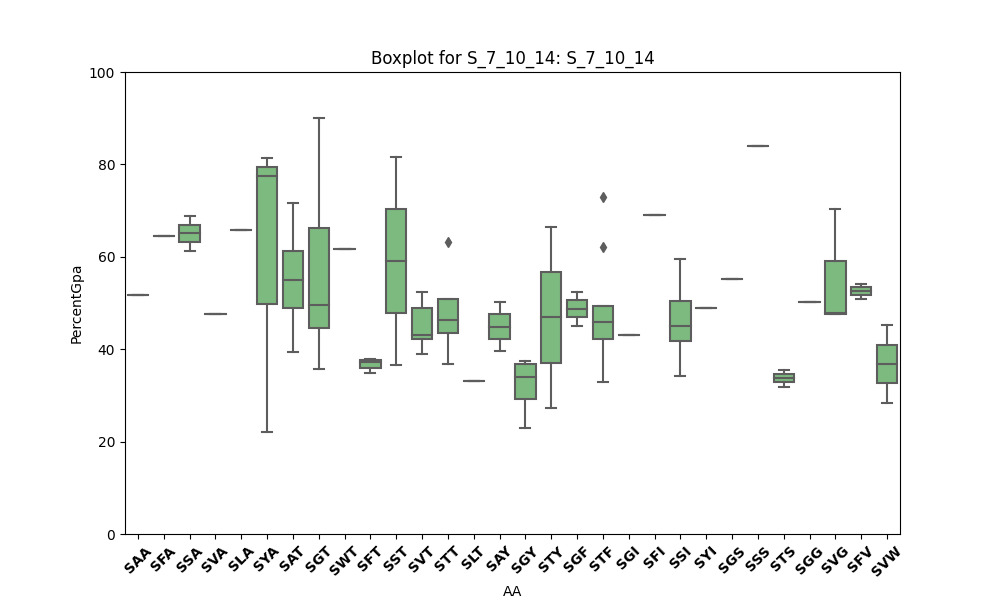 Boxplot for S_7_10_14: S_7_10_14
100
80
60
40
20
0
PercentGpa
SAA SFA SSA SVA SLA SYA SAT SGT SWT SFT SST SVT STT SLT SAY SGY STY SGF STF SGI SFI SSI SYI SGS SSS STS SGG SVG SFV SVW
AA